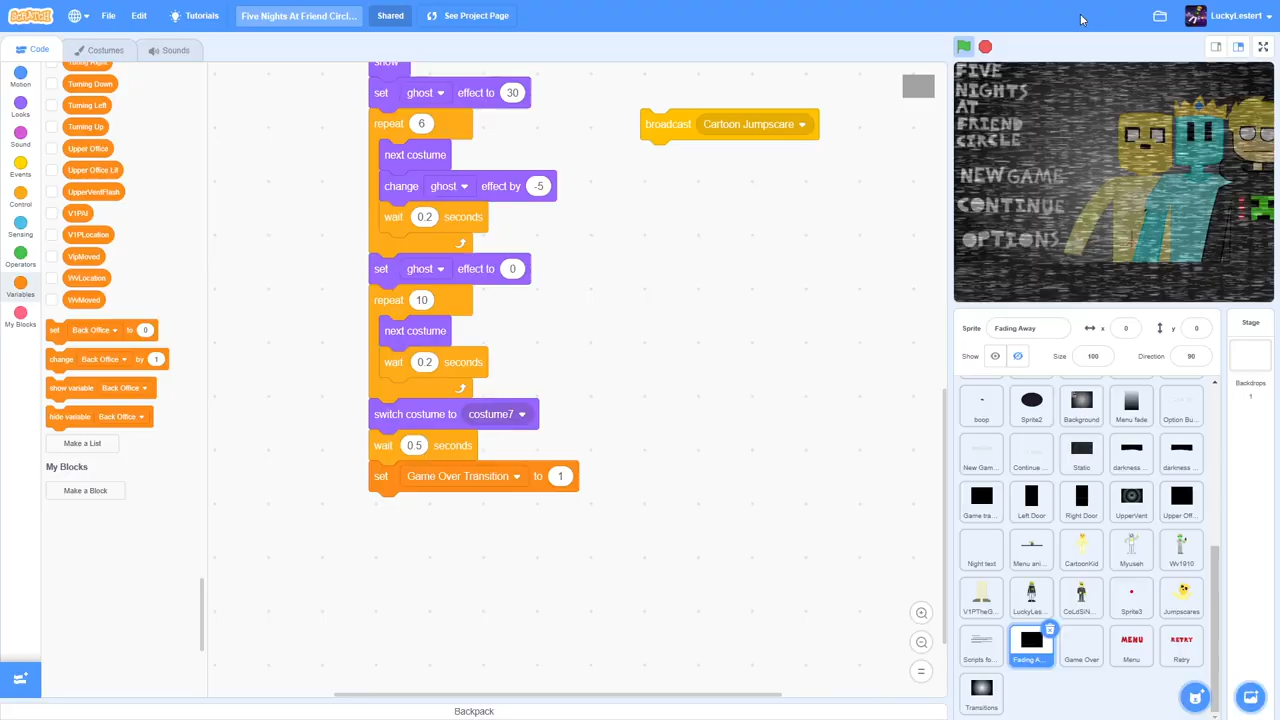 SCRATCH
File
Edit
Tutorials
Five Nights At Friend Circl...
Shared
See Project Page
LuckyLester1
Code
Costumes
Sounds
Motion
Looks
Sound
Events
Control
Sensing
Operators
Variables
My Blocks
Turning Down
Turning Left
Turning Up
Upper Office
Upper Office Lit
UpperVentFlash
V1PAI
V1PLocation
VipMoved
WvLocation
WvMoved
set Back Office to 0
change Back Office by 1
show variable Back Office
hide variable Back Office
Make a List
My Blocks
Make a Block
show
set ghost effect to 30
repeat 6
next costume
change ghost effect by -5
wait 0.2 seconds
set ghost effect to 0
repeat 10
next costume
wait 0.2 seconds
switch costume to costume7
wait 0.5 seconds
set Game Over Transition to 1
broadcast Cartoon Jumpscare
Backpack
FIVE
NIGHTS
AT
FRIEND
CIRCLE
NEW GAME
CONTINUE
OPTIONS
Sprite Fading Away x 0 y 0
Show Size 100 Direction 90
Stage
Backdrops
1
boop
Sprite2
Background
Menu fade
Option Bu...
New Gam...
Continue ...
Static
darkness ...
darkness ...
Game tra...
Left Door
Right Door
UpperVent
Upper Off...
Night text
Menu ani...
CartoonKid
Myuseh
Wv1910
V1PTheG...
LuckyLes...
CoLdSiN...
Sprite3
Jumpscares
Scripts fo...
Fading A...
Game Over
MENU
Menu
RETRY
Retry
Transitions